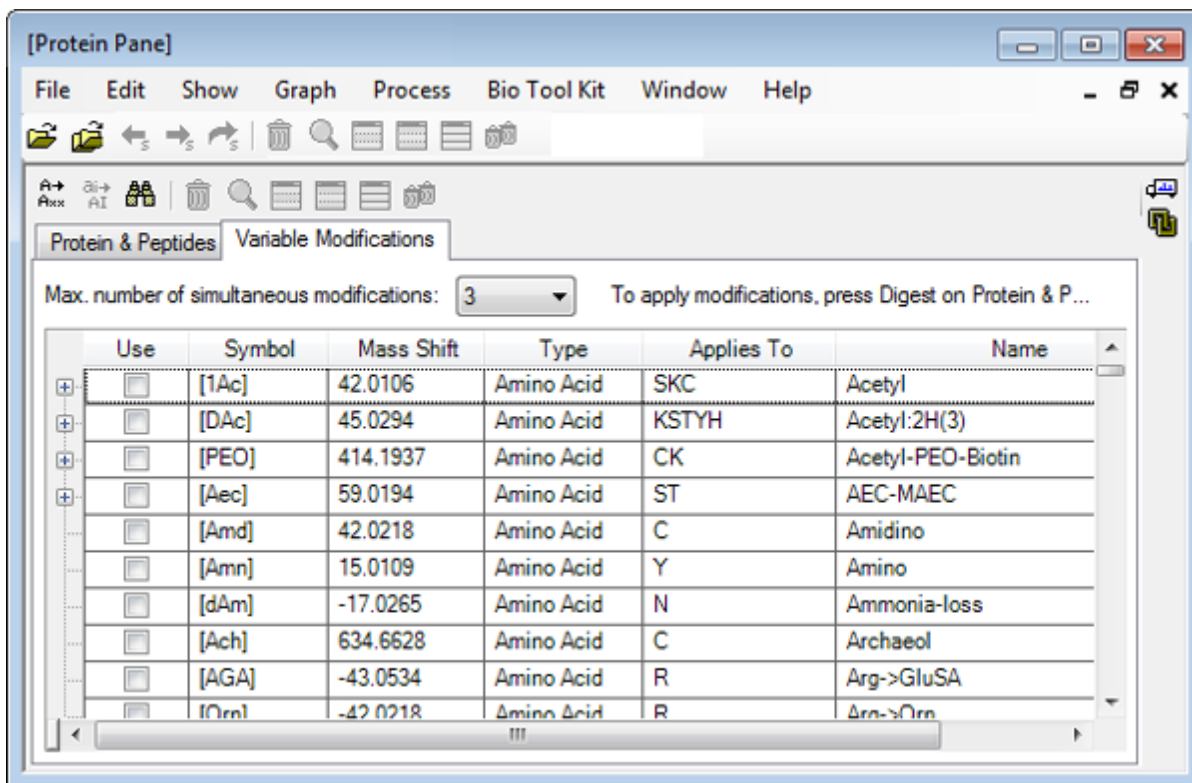 [Protein Pane]
File Edit Show Graph Process Bio Tool Kit Window Help
Protein & Peptides Variable Modifications
Max. number of simultaneous modifications: 3 To apply modifications, press Digest on Protein & P...
Use Symbol Mass Shift Type Applies To Name
[1Ac] 42.0106 Amino Acid SKC Acetyl
[DAc] 45.0294 Amino Acid KSTYH Acetyl:2H(3)
[PEO] 414.1937 Amino Acid CK Acetyl-PEO-Biotin
[Aec] 59.0194 Amino Acid ST AEC-MAEC
[Amd] 42.0218 Amino Acid C Amidino
[Amn] 15.0109 Amino Acid Y Amino
[dAm] -17.0265 Amino Acid N Ammonia-loss
[Ach] 634.6628 Amino Acid C Archaeol
[AGA] -43.0534 Amino Acid R Arg->GluSA
[Orn] -42.0218 Amino Acid R Arg->Orn